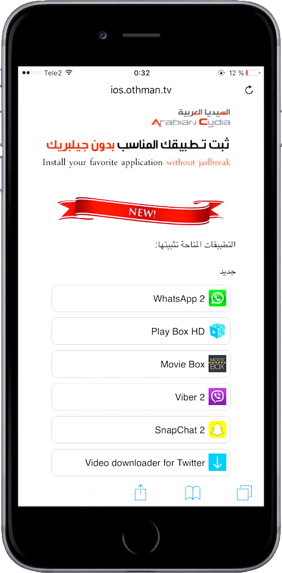 Tele2 0:32 12 %
ios.othman.tv
السيديا العربية
ARABIAN CYDIA
ثبت تطبيقك المناسب بدون جيلبريك
Install your favorite application without jailbreak
NEW!
التطبيقات المتاحة تثبيتها:
جديد
WhatsApp 2
Play Box HD
Movie Box
MOVIE BOX
Viber 2
SnapChat 2
Video downloader for Twitter